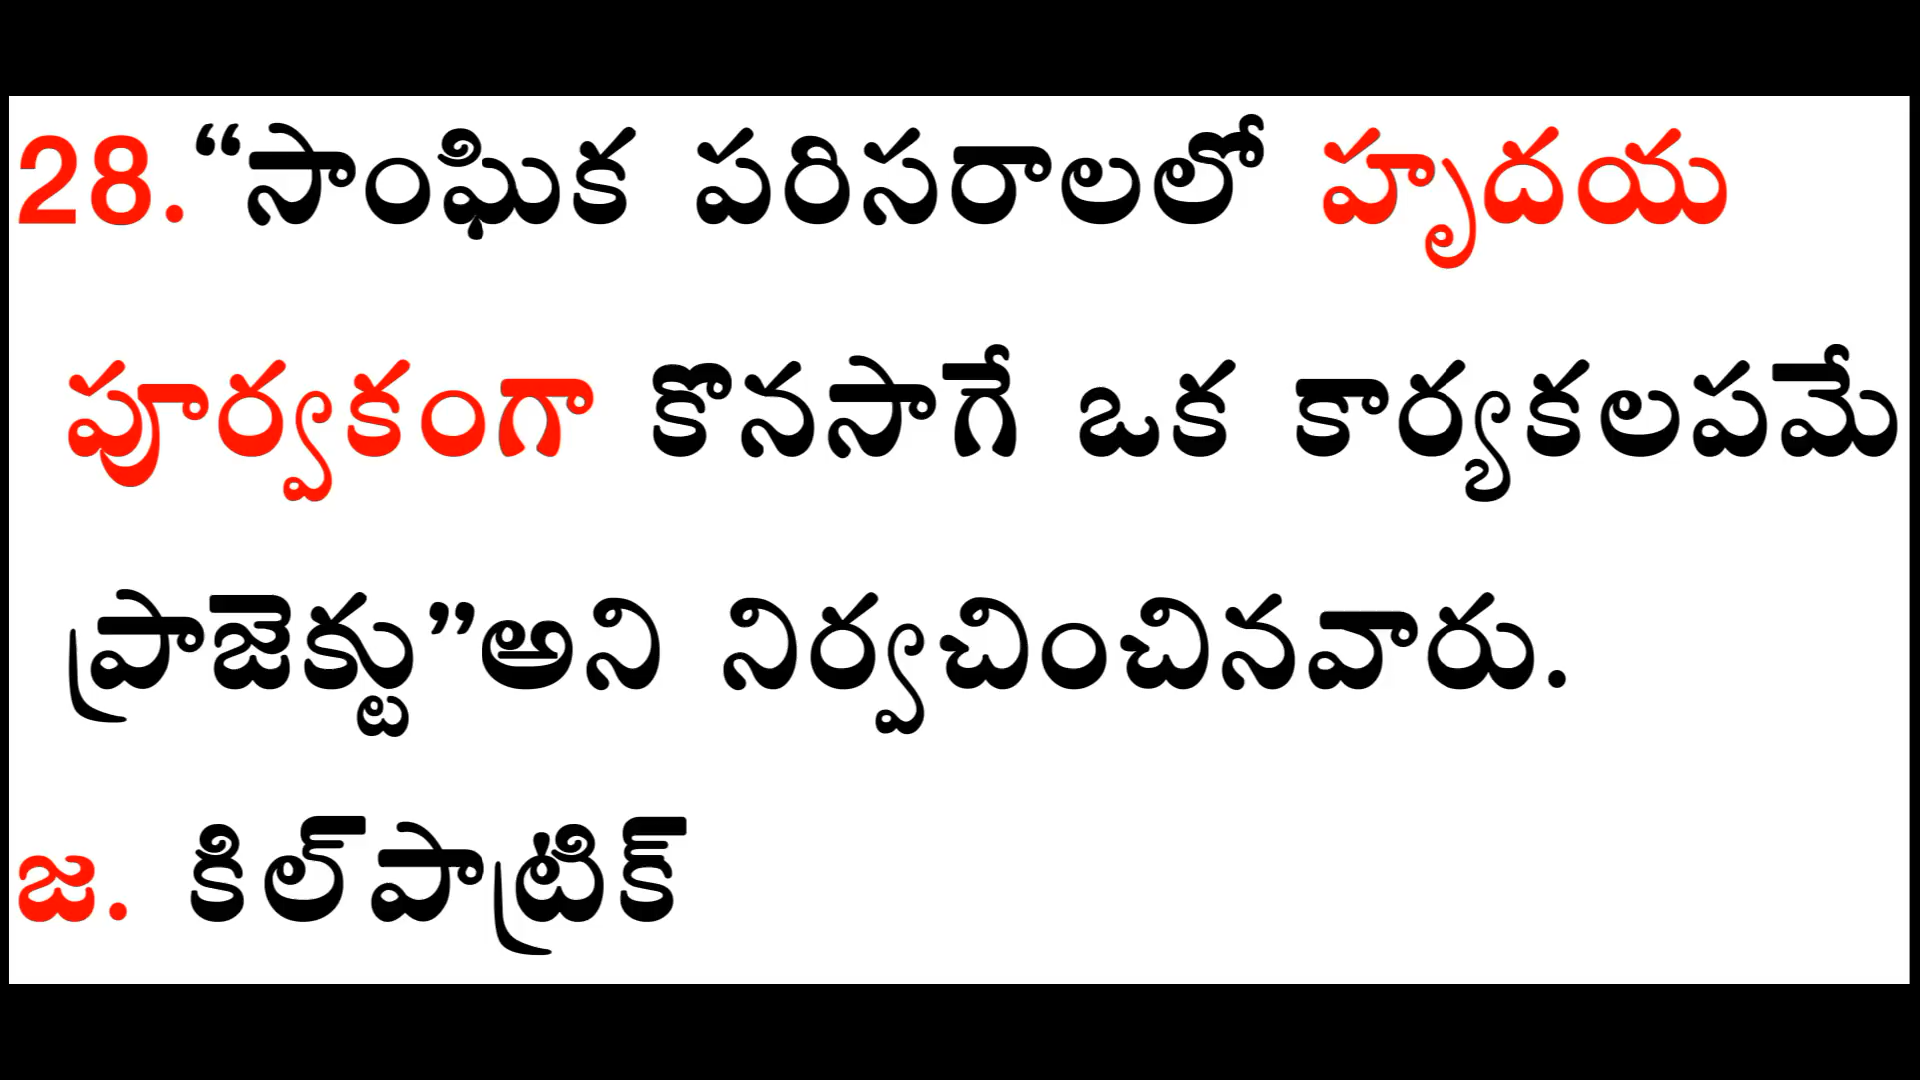 28.“సాంఘిక పరిసరాలలో హృదయ
పూర్వకంగా కొనసాగే ఒక కార్యకలపమే
ప్రాజెక్టు”అని నిర్వచించినవారు.
జ. కిల్‌పాట్రిక్